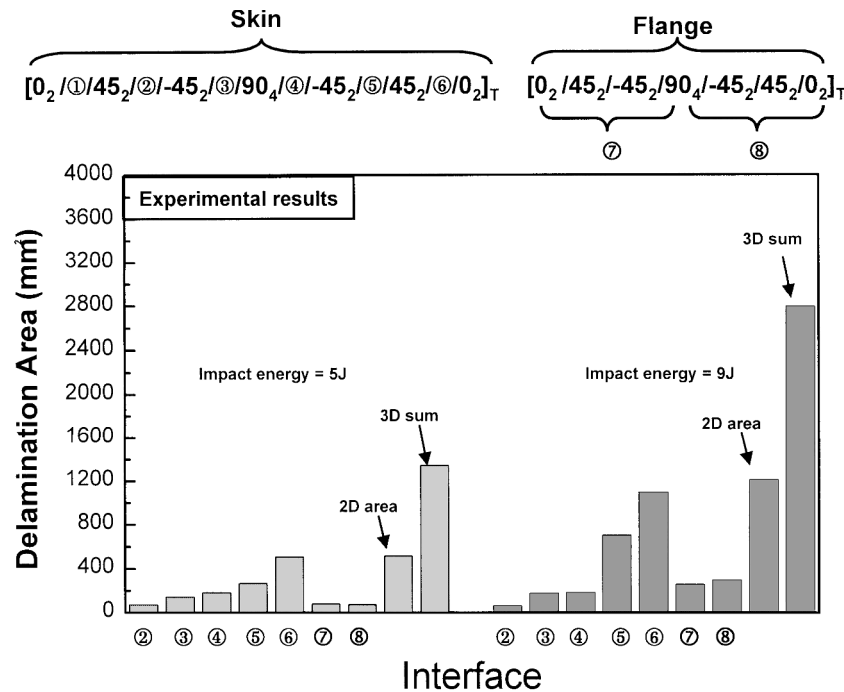 Skin
Flange
[0₂/①/45₂/②/-45₂/③/90₄/④/-45₂/⑤/45₂/⑥/0₂]T
[0₂/45₂/-45₂/90₄/-45₂/45₂/0₂]T
⑦
⑧
4000
3600
3200
2800
2400
2000
1600
1200
800
400
0
Delamination Area (mm²)
Experimental results
3D sum
Impact energy = 5J
Impact energy = 9J
3D sum
2D area
2D area
② ③ ④ ⑤ ⑥ ⑦ ⑧ ② ③ ④ ⑤ ⑥ ⑦ ⑧
Interface